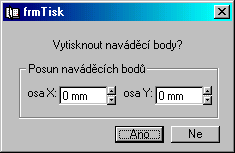 frmTisk
Vytisknout naváděcí body?
Posun naváděcích bodů
osa X: 0 mm osa Y: 0 mm
Ano Ne